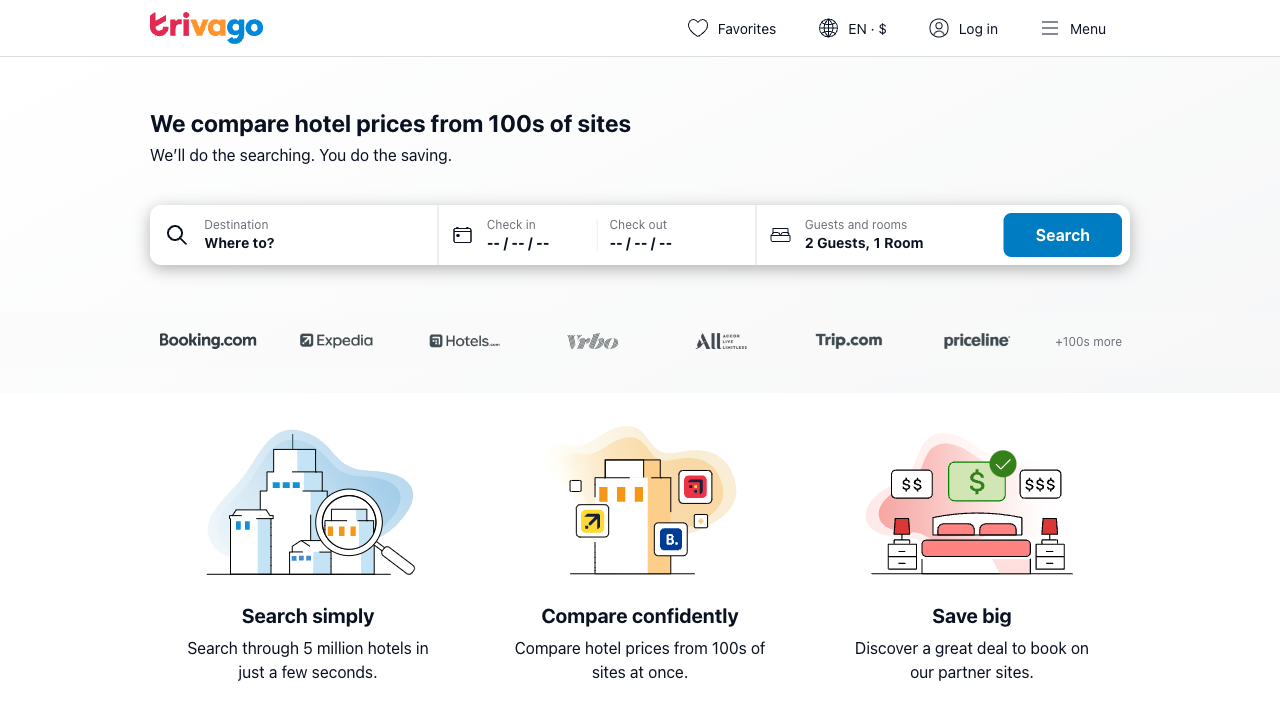 trivago
Favorites
EN · $
Log in
Menu
We compare hotel prices from 100s of sites
We’ll do the searching. You do the saving.
Destination
Where to?
Check in
-- / -- / --
Check out
-- / -- / --
Guests and rooms
2 Guests, 1 Room
Search
Booking.com
Expedia
Hotels.com
Vrbo
All ACCOR LIVE LIMITLESS
Trip.com
priceline
+100s more
B.
$$
$
$$$
Search simply
Search through 5 million hotels in
just a few seconds.
Compare confidently
Compare hotel prices from 100s of
sites at once.
Save big
Discover a great deal to book on
our partner sites.